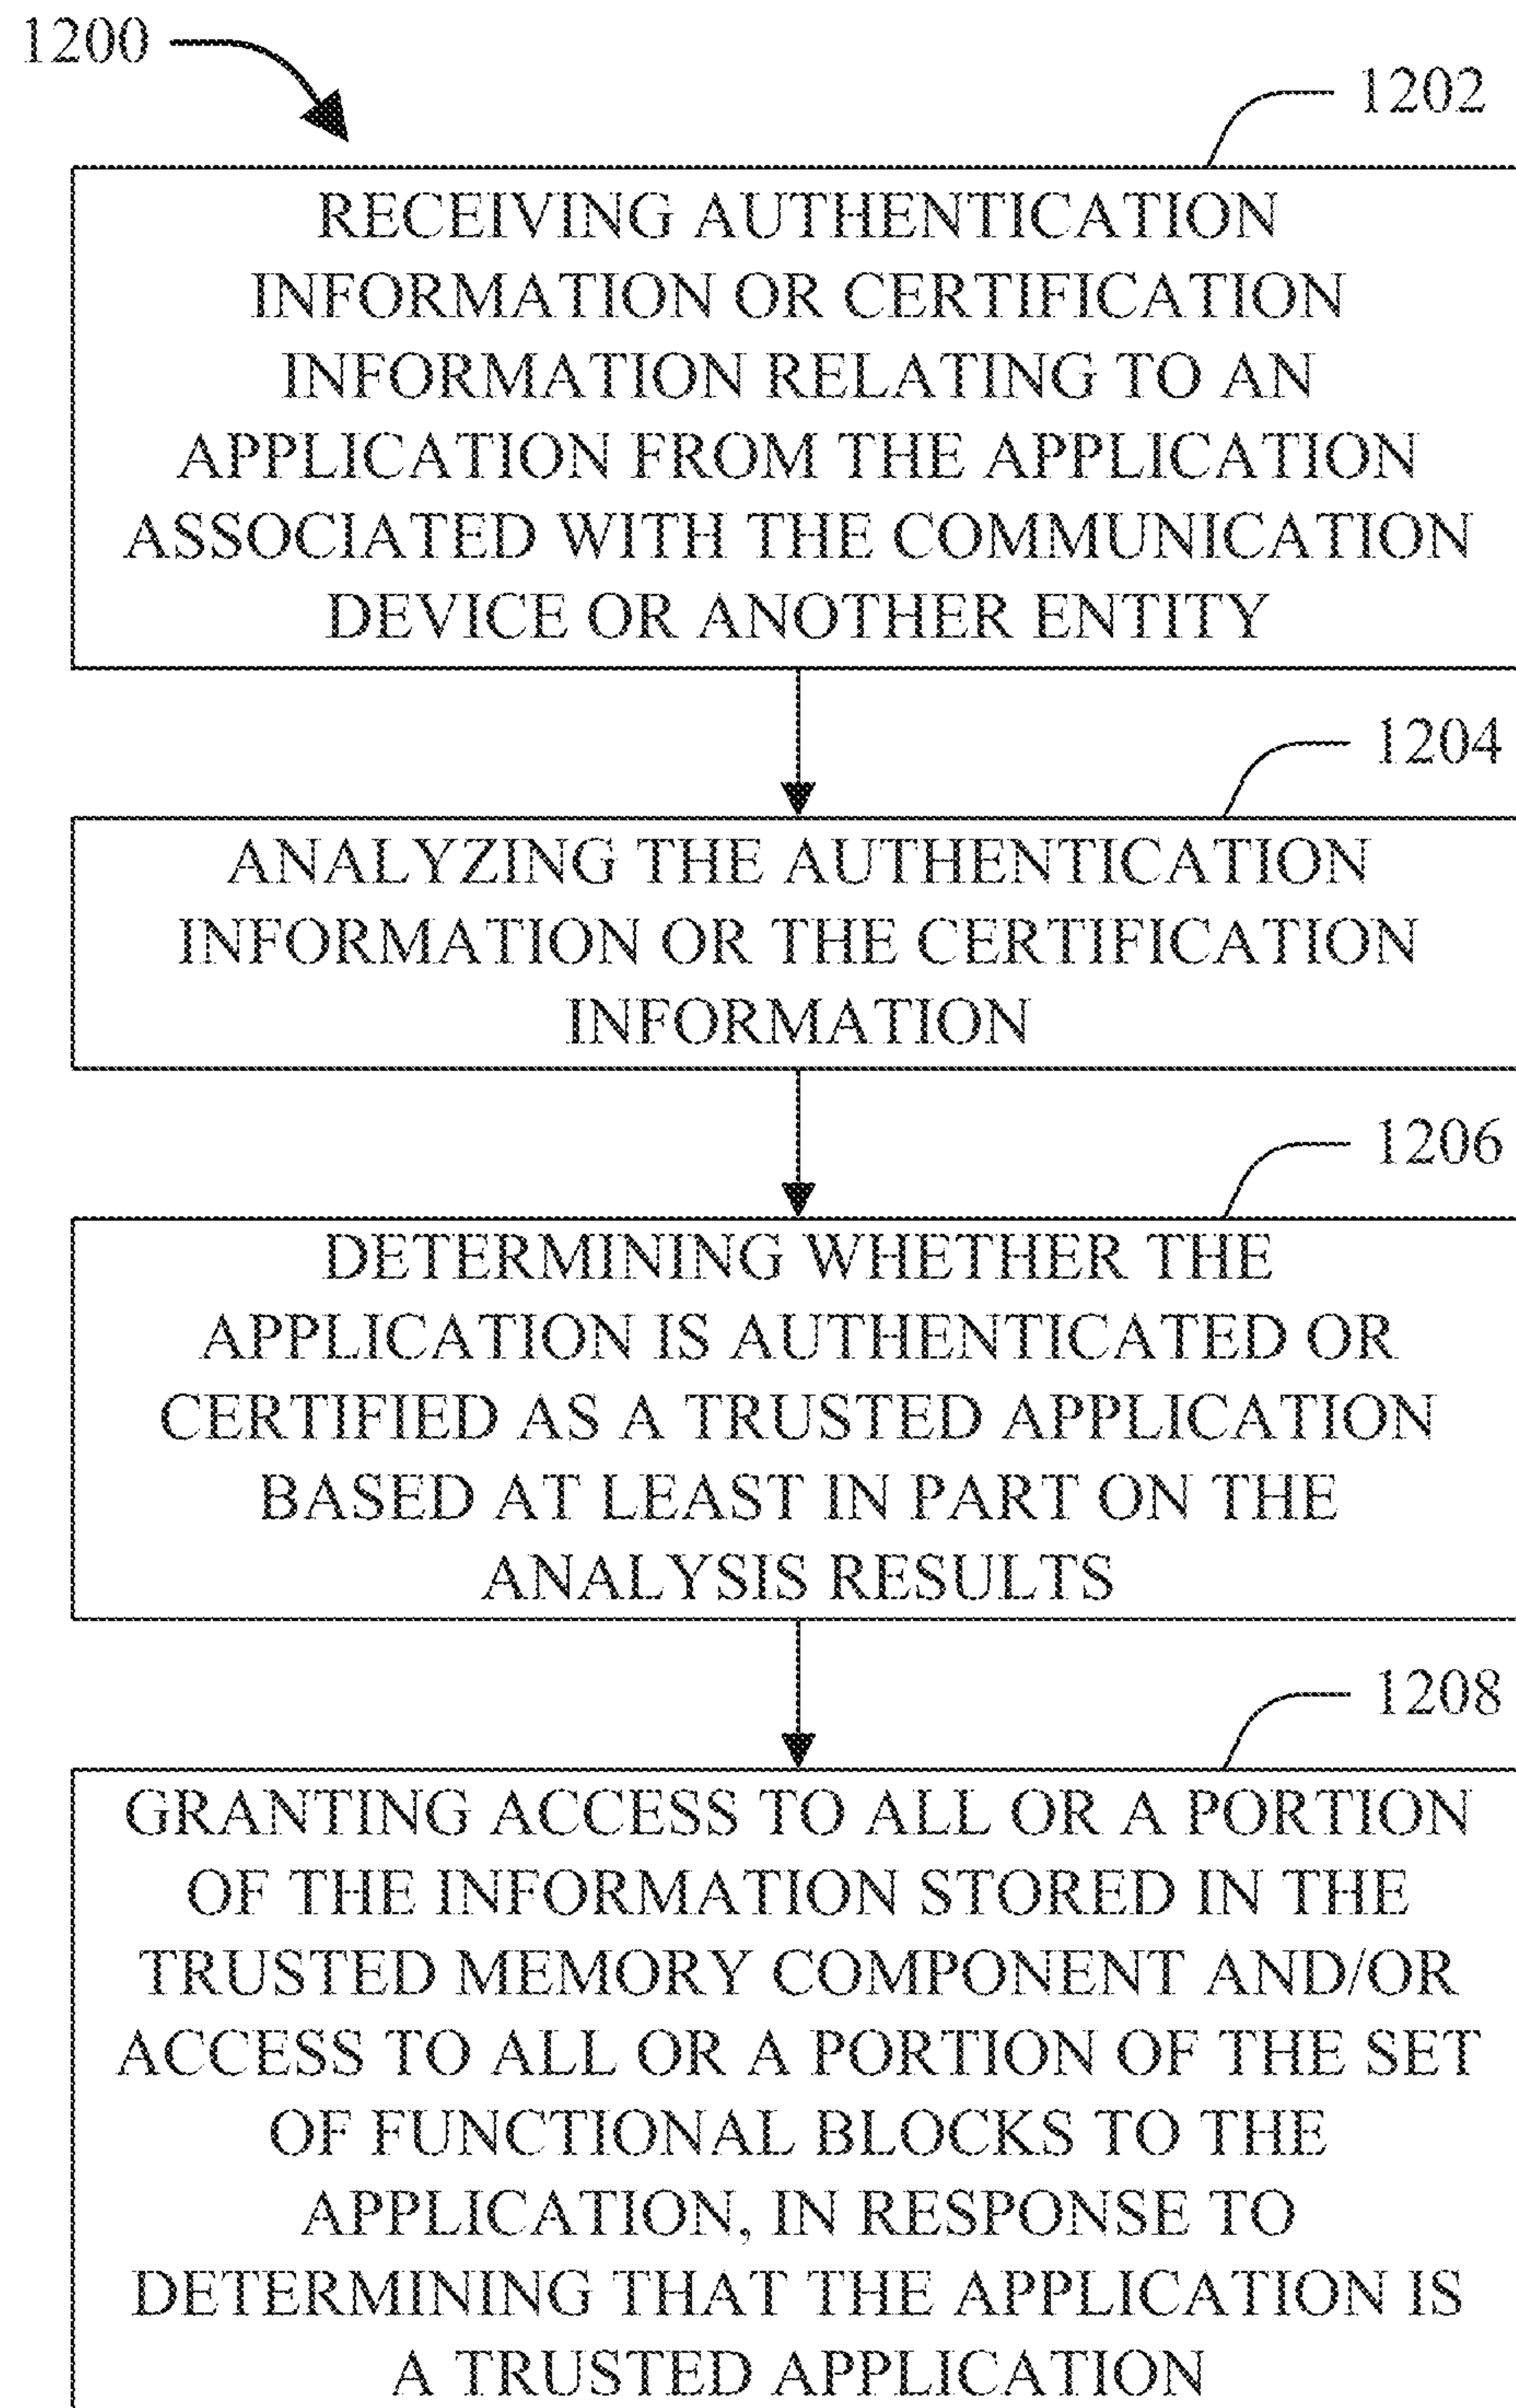 1200
1202
RECEIVING AUTHENTICATION
INFORMATION OR CERTIFICATION
INFORMATION RELATING TO AN
APPLICATION FROM THE APPLICATION
ASSOCIATED WITH THE COMMUNICATION
DEVICE OR ANOTHER ENTITY
1204
ANALYZING THE AUTHENTICATION
INFORMATION OR THE CERTIFICATION
INFORMATION
1206
DETERMINING WHETHER THE
APPLICATION IS AUTHENTICATED OR
CERTIFIED AS A TRUSTED APPLICATION
BASED AT LEAST IN PART ON THE
ANALYSIS RESULTS
1208
GRANTING ACCESS TO ALL OR A PORTION
OF THE INFORMATION STORED IN THE
TRUSTED MEMORY COMPONENT AND/OR
ACCESS TO ALL OR A PORTION OF THE SET
OF FUNCTIONAL BLOCKS TO THE
APPLICATION, IN RESPONSE TO
DETERMINING THAT THE APPLICATION IS
A TRUSTED APPLICATION